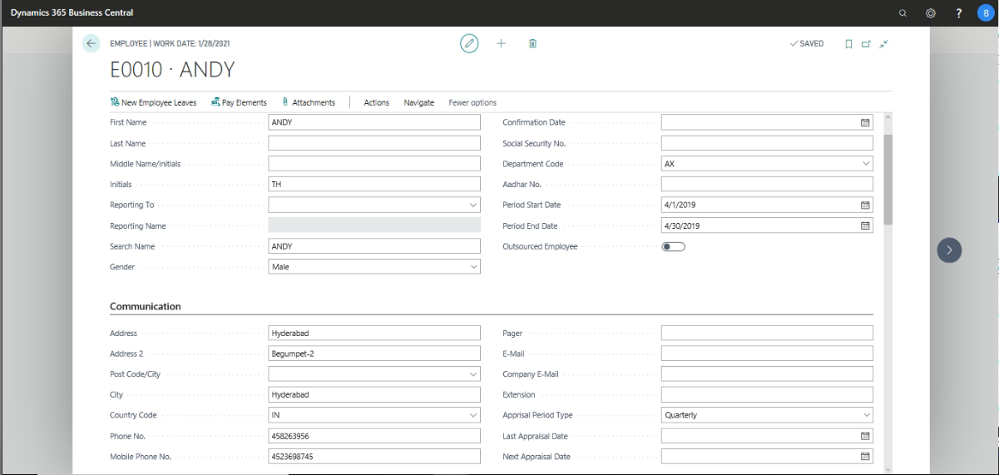 Dynamics 365 Business Central
?
B
EMPLOYEE | WORK DATE: 1/28/2021
SAVED
E0010 · ANDY
New Employee Leaves Pay Elements Attachments Actions Navigate Fewer options
First Name ANDY
Last Name
Middle Name/Initials
Initials TH
Reporting To
Reporting Name
Search Name ANDY
Gender Male
Confirmation Date
Social Security No.
Department Code AX
Aadhar No.
Period Start Date 4/1/2019
Period End Date 4/30/2019
Outsourced Employee
Communication
Address Hyderabad
Address 2 Begumpet-2
Post Code/City
City Hyderabad
Country Code IN
Phone No. 458263956
Mobile Phone No. 4523698745
Pager
E-Mail
Company E-Mail
Extension
Apprisal Period Type Quarterly
Last Appraisal Date
Next Appraisal Date